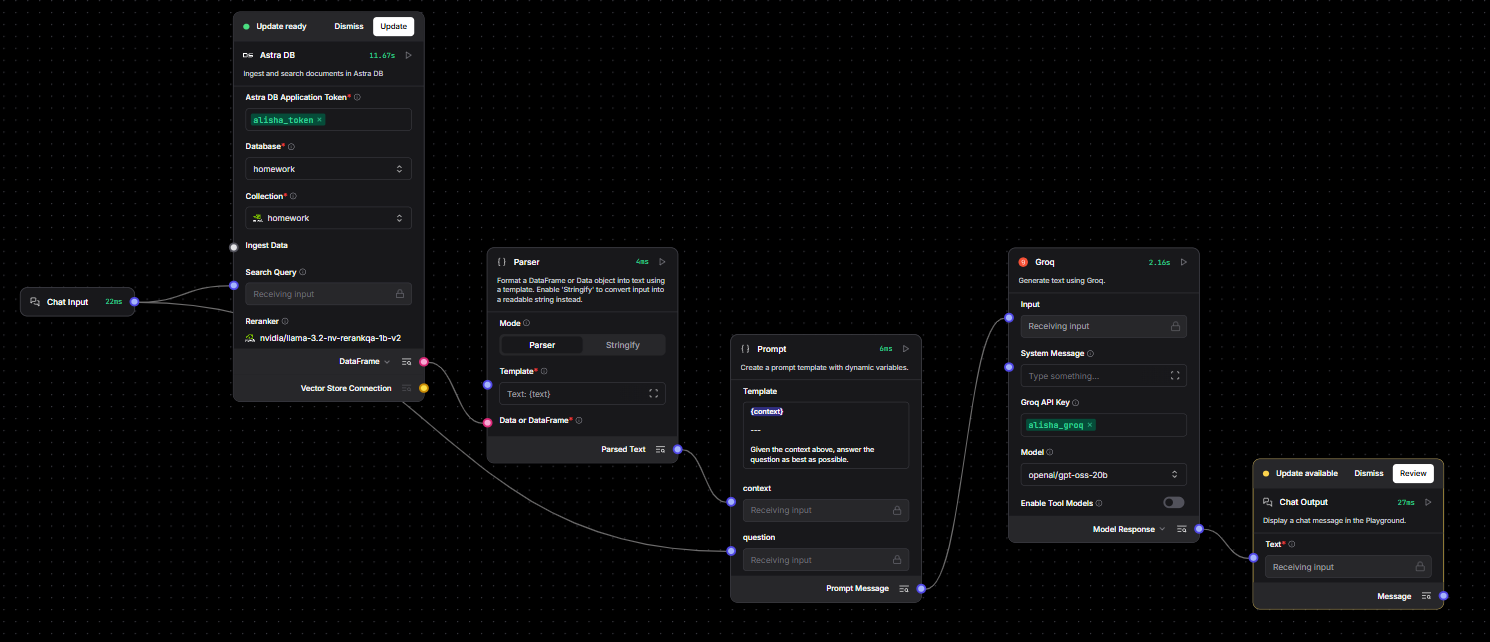 Update ready Dismiss Update
Astra DB 11.67s
Ingest and search documents in Astra DB
Astra DB Application Token*
alisha_token ×
Database*
homework
Collection*
homework
Ingest Data
Search Query
Receiving input
Reranker
nvidia/llama-3.2-nv-rerankqa-1b-v2
DataFrame
Vector Store Connection
Chat Input 22ms
Parser 4ms
Format a DataFrame or Data object into text using
a template. Enable 'Stringify' to convert input into
a readable string instead.
Mode
Parser Stringify
Template*
Text: {text}
Data or DataFrame*
Parsed Text
Prompt 6ms
Create a prompt template with dynamic variables.
Template
{context}
---
Given the context above, answer the
question as best as possible.
context
Receiving input
question
Receiving input
Prompt Message
Groq 2.16s
Generate text using Groq.
Input
Receiving input
System Message
Type something...
Groq API Key
alisha_groq ×
Model
openai/gpt-oss-20b
Enable Tool Models
Model Response
Update available Dismiss Review
Chat Output 27ms
Display a chat message in the Playground.
Text*
Receiving input
Message